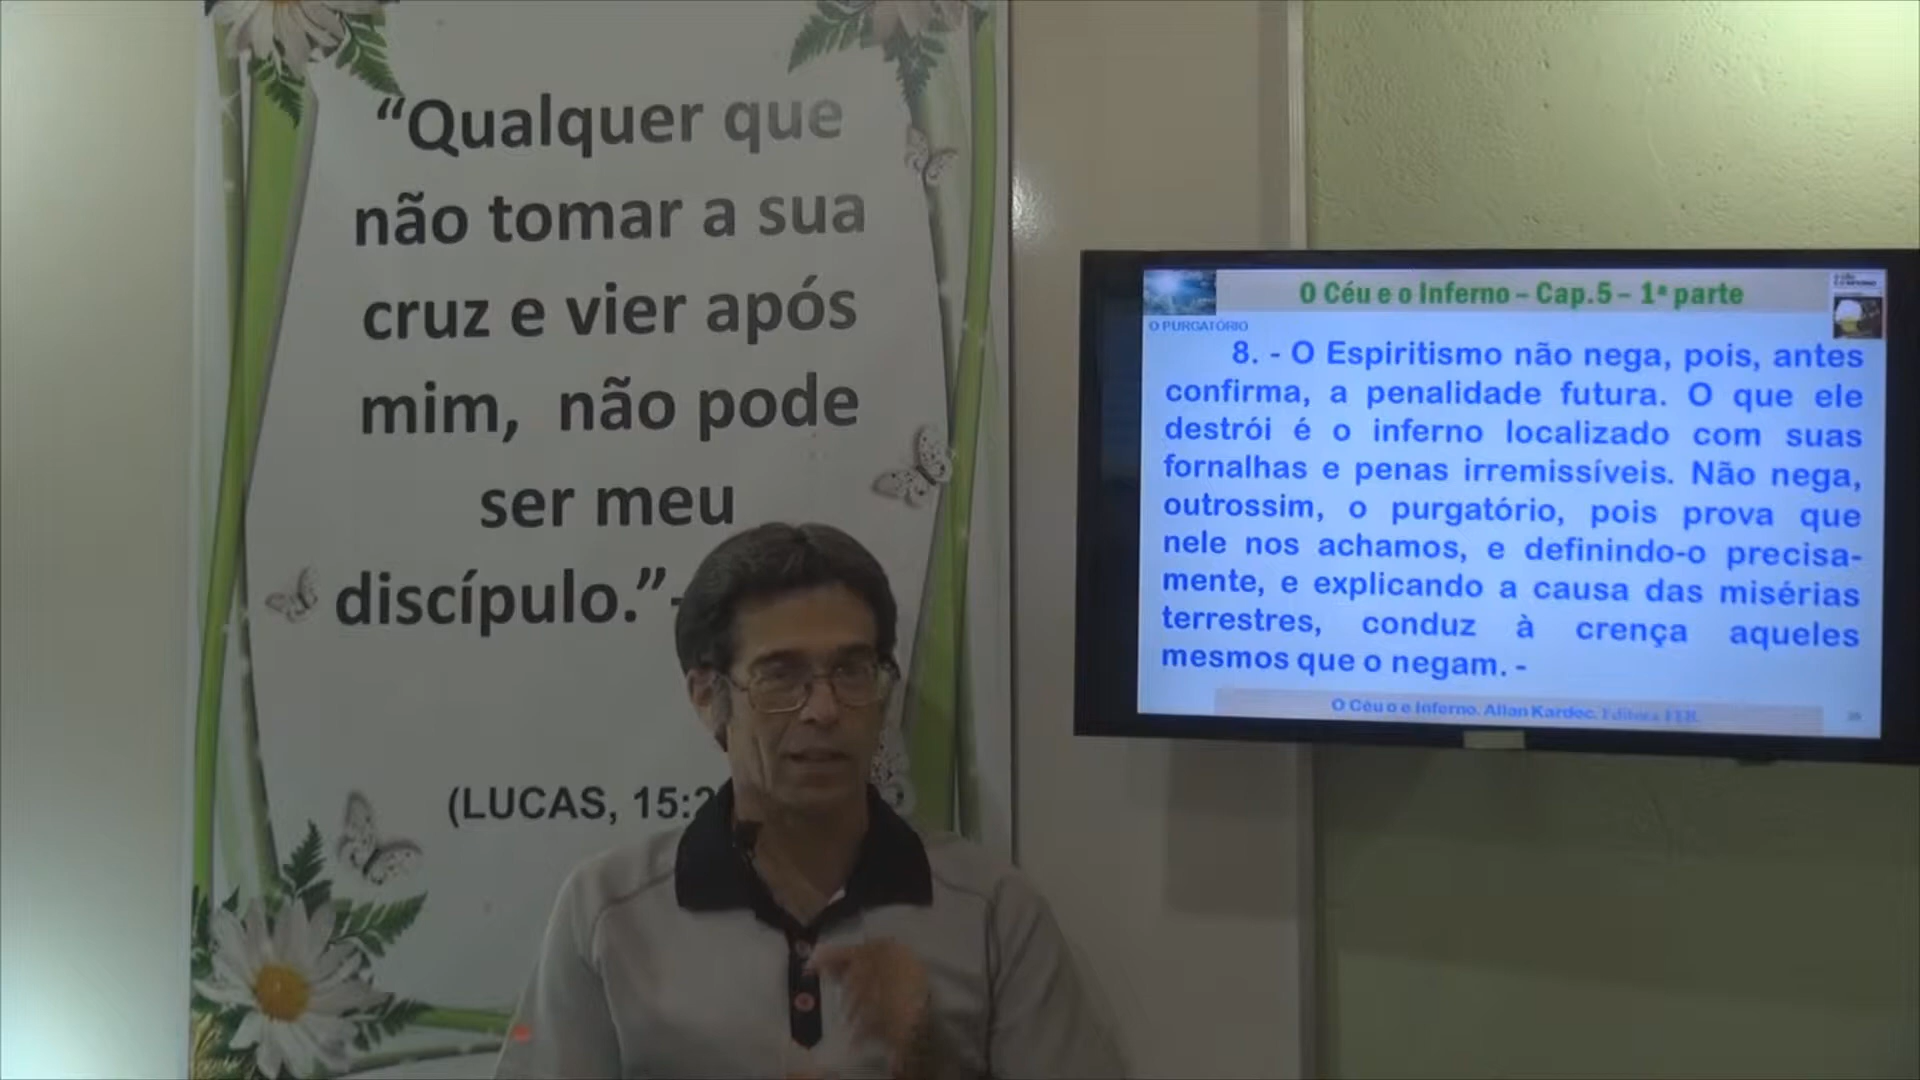 “Qualquer que
não tomar a sua
cruz e vier após
mim, não pode
ser meu
discípulo.”
(LUCAS, 15:2
O Céu e o Inferno – Cap.5 – 1ª parte
O PURGATÓRIO
8. - O Espiritismo não nega, pois, antes
confirma, a penalidade futura. O que ele
destrói é o inferno localizado com suas
fornalhas e penas irremissíveis. Não nega,
outrossim, o purgatório, pois prova que
nele nos achamos, e definindo-o precisa-
mente, e explicando a causa das misérias
terrestres, conduz à crença aqueles
mesmos que o negam. -
O Céu o e Inferno. Allan Kardec. Editora FEB.